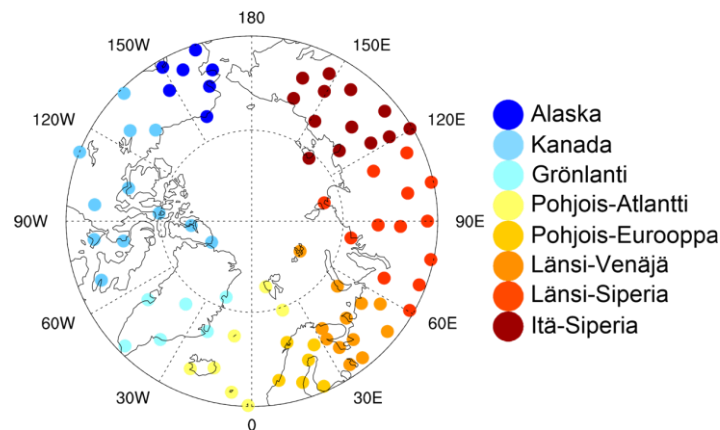 180
150W
150E
120W
120E
90W
90E
60W
60E
30W
30E
0
Alaska
Kanada
Grönlanti
Pohjois-Atlantti
Pohjois-Eurooppa
Länsi-Venäjä
Länsi-Siperia
Itä-Siperia